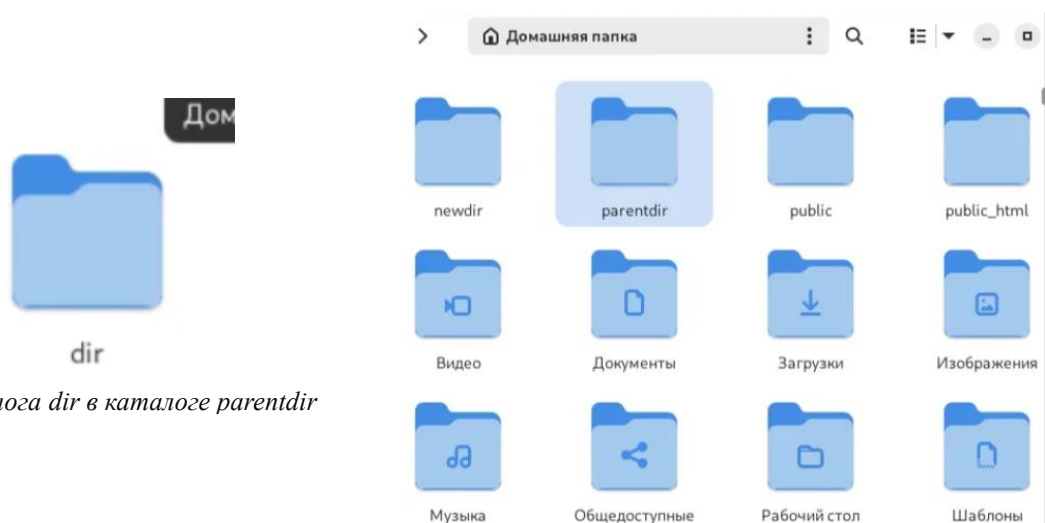 Дом
dir
лога dir в каталоге parentdir
Домашняя папка
newdir
parentdir
public
public_html
Видео
Документы
Загрузки
Изображения
Музыка
Общедоступные
Рабочий стол
Шаблоны